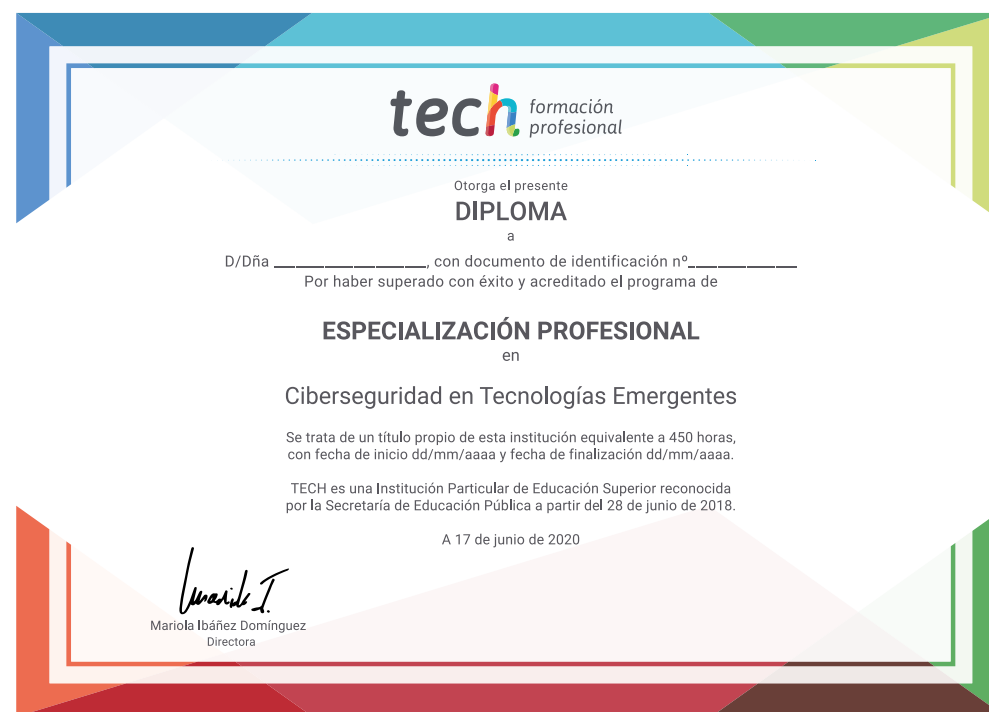 tech formación
profesional
Otorga el presente
DIPLOMA
a
D/Dña ______________, con documento de identificación nº__________
Por haber superado con éxito y acreditado el programa de
ESPECIALIZACIÓN PROFESIONAL
en
Ciberseguridad en Tecnologías Emergentes
Se trata de un título propio de esta institución equivalente a 450 horas,
con fecha de inicio dd/mm/aaaa y fecha de finalización dd/mm/aaaa.
TECH es una Institución Particular de Educación Superior reconocida
por la Secretaría de Educación Pública a partir del 28 de junio de 2018.
A 17 de junio de 2020
Mariola Ibáñez Domínguez
Directora